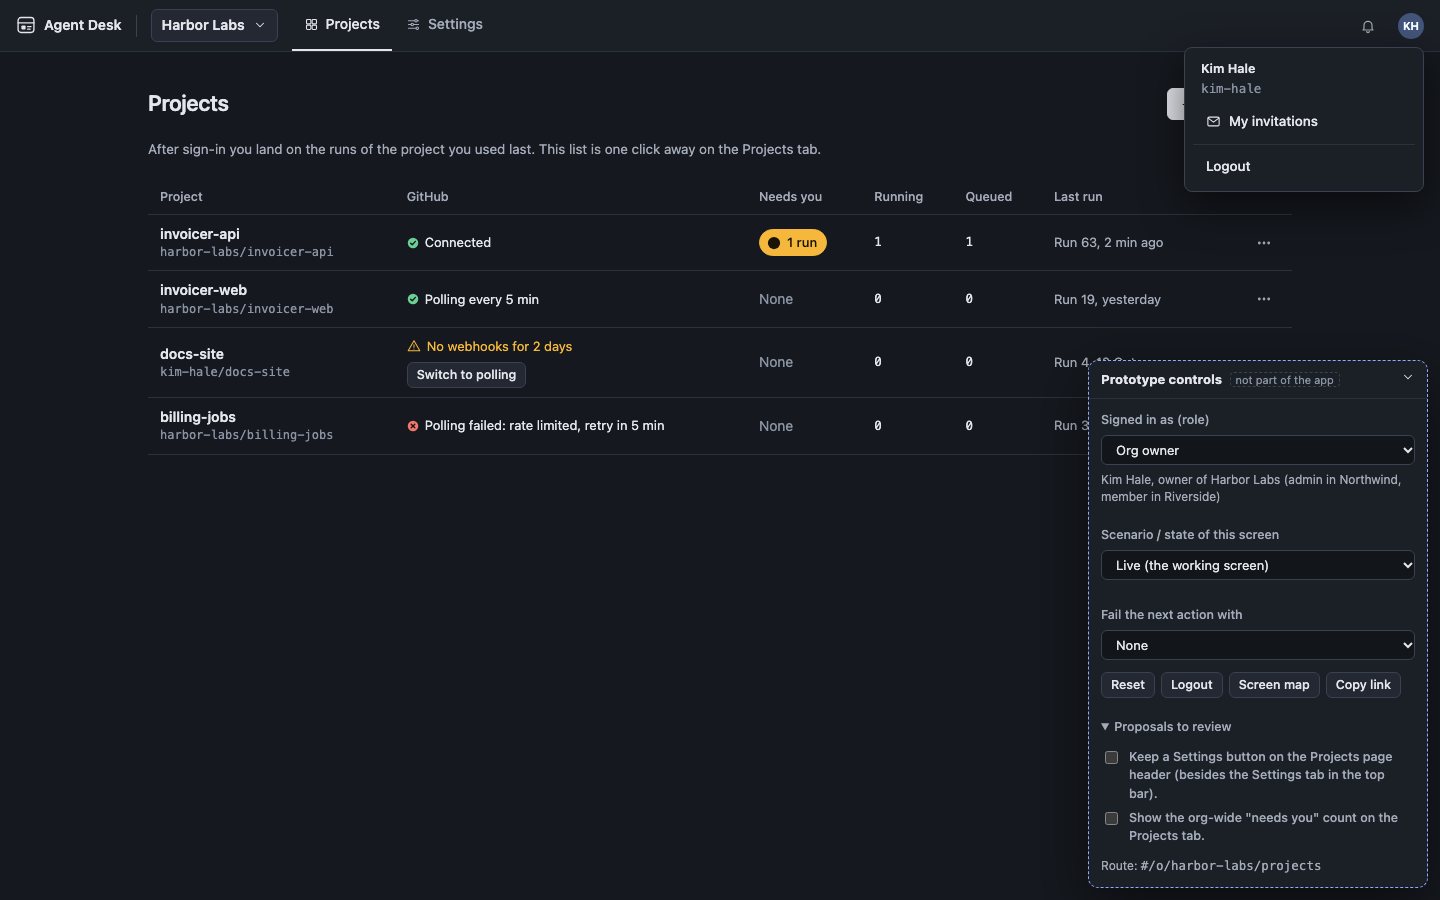 Agent Desk
Harbor Labs
Projects
Settings
KH
Kim Hale
kim-hale
My invitations
Logout
Projects
After sign-in you land on the runs of the project you used last. This list is one click away on the Projects tab.
Project GitHub Needs you Running Queued Last run
invoicer-api
harbor-labs/invoicer-api
Connected
1 run
1
1
Run 63, 2 min ago
invoicer-web
harbor-labs/invoicer-web
Polling every 5 min
None
0
0
Run 19, yesterday
docs-site
kim-hale/docs-site
No webhooks for 2 days
Switch to polling
None
0
0
Run 4
billing-jobs
harbor-labs/billing-jobs
Polling failed: rate limited, retry in 5 min
None
0
0
Run 3
Prototype controls not part of the app
Signed in as (role)
Org owner
Kim Hale, owner of Harbor Labs (admin in Northwind,
member in Riverside)
Scenario / state of this screen
Live (the working screen)
Fail the next action with
None
Reset Logout Screen map Copy link
Proposals to review
Keep a Settings button on the Projects page
header (besides the Settings tab in the top
bar).
Show the org-wide "needs you" count on the
Projects tab.
Route: #/o/harbor-labs/projects